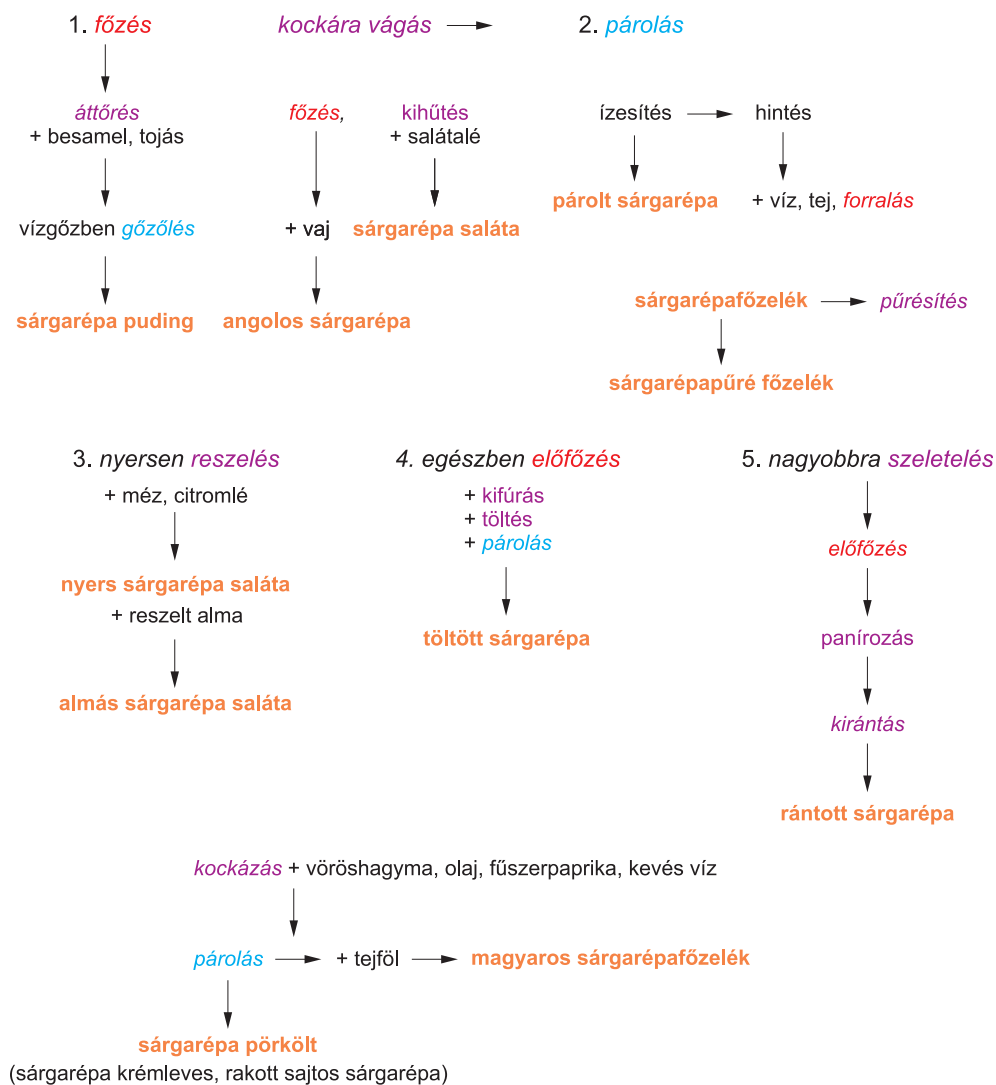 1. főzés
kockára vágás
2. párolás
áttőrés
+ besamel, tojás
főzés,
kihűtés
+ salátalé
ízesítés
hintés
párolt sárgarépa
+ víz, tej, forralás
vízgőzben gőzőlés
+ vaj
sárgarépa saláta
sárgarépa puding
angolos sárgarépa
sárgarépafőzelék
pűrésítés
sárgarépapűré főzelék
3. nyersen reszelés
+ méz, citromlé
nyers sárgarépa saláta
+ reszelt alma
almás sárgarépa saláta
4. egészben előfőzés
+ kifúrás
+ töltés
+ párolás
töltött sárgarépa
5. nagyobbra szeletelés
előfőzés
panírozás
kirántás
rántott sárgarépa
kockázás + vöröshagyma, olaj, fűszerpaprika, kevés víz
párolás
+ tejföl
magyaros sárgarépafőzelék
sárgarépa pörkölt
(sárgarépa krémleves, rakott sajtos sárgarépa)